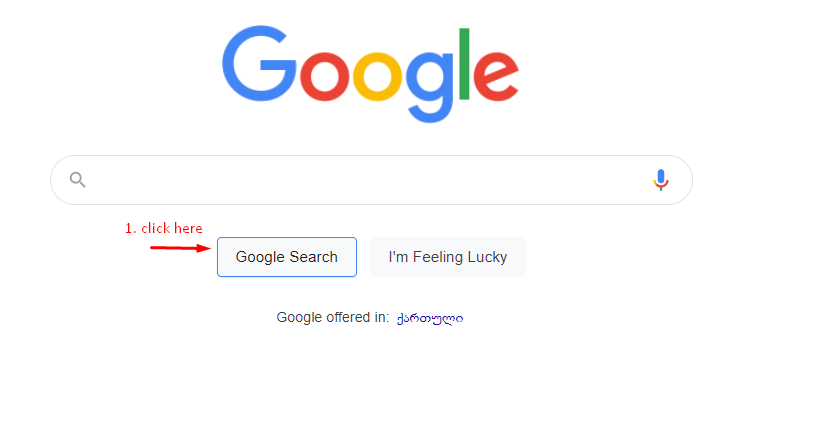 Google
1. click here
Google Search
I'm Feeling Lucky
Google offered in: ქართული